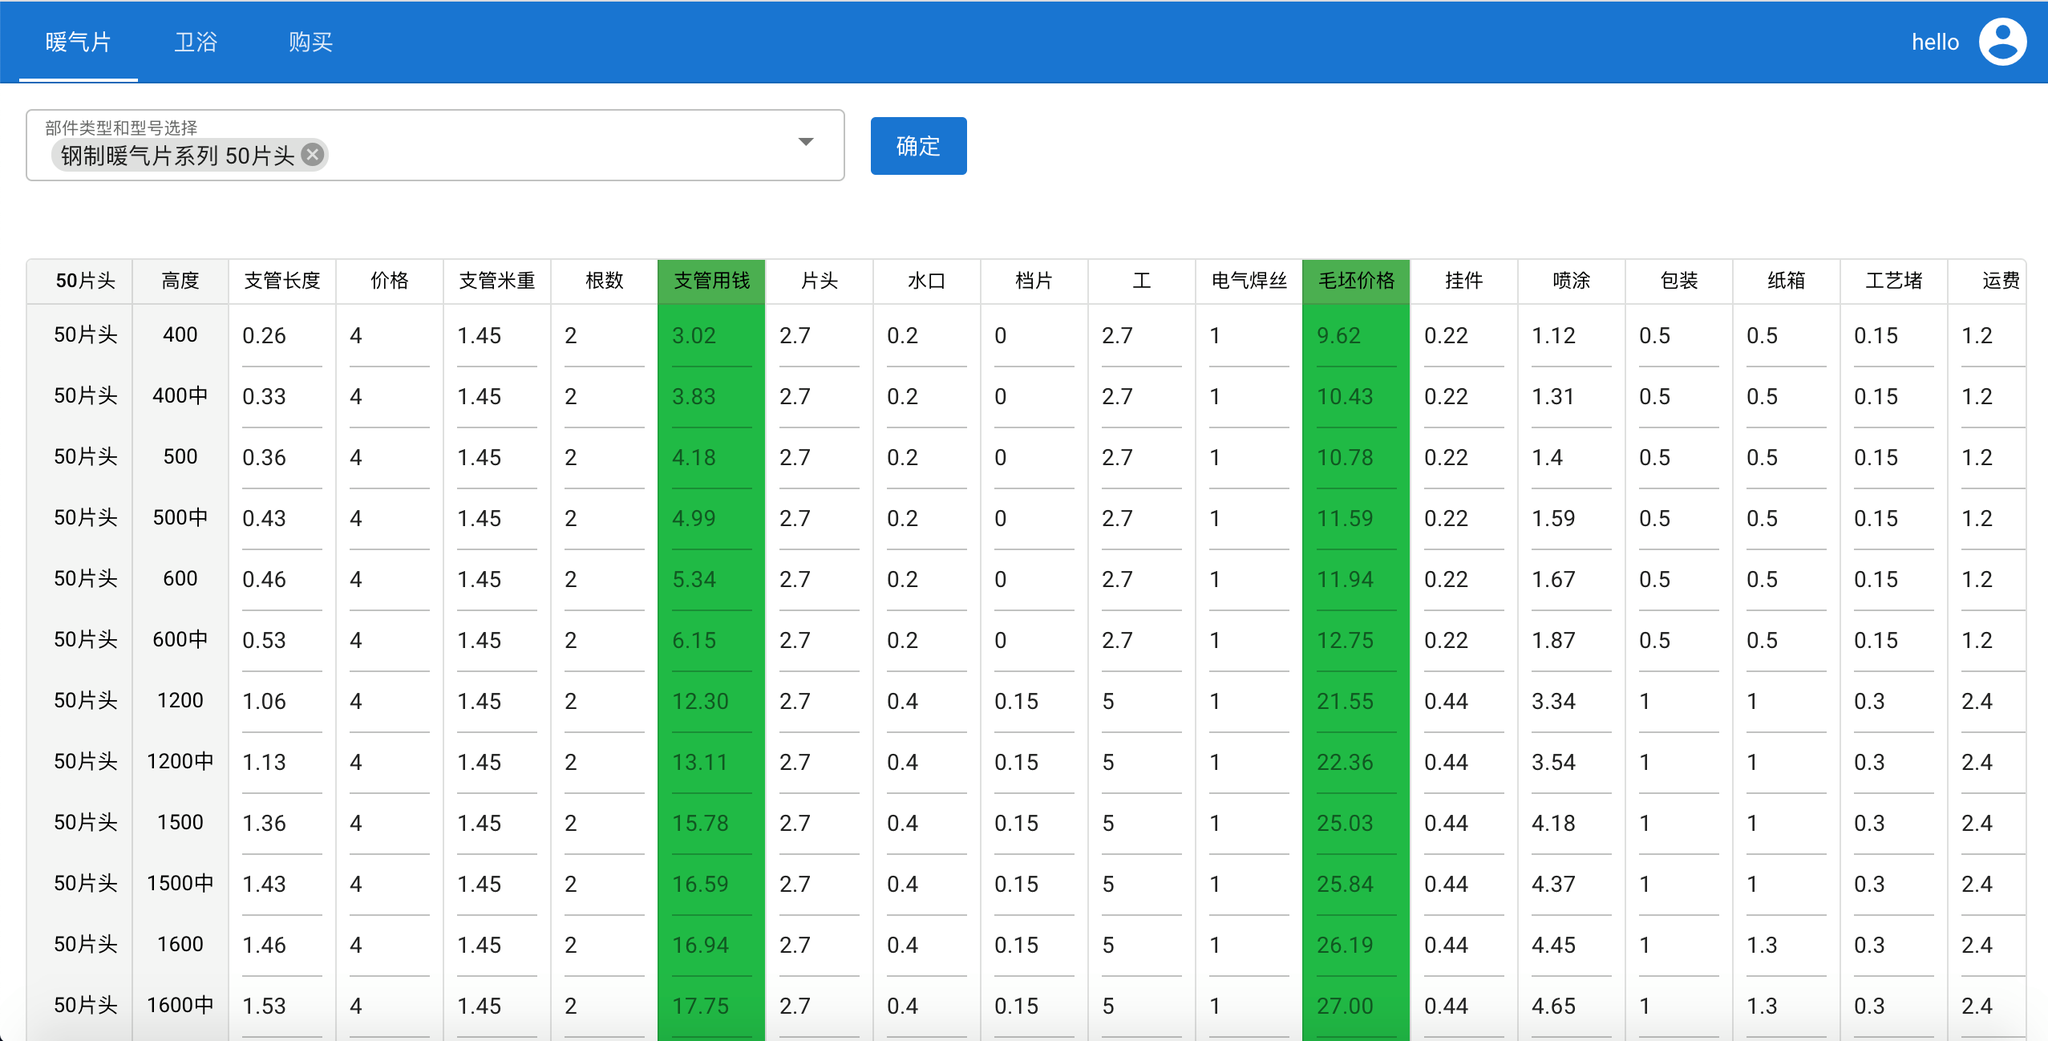 暖气片 卫浴 购买 hello
部件类型和型号选择
钢制暖气片系列 50片头
确定
50片头 高度 支管长度 价格 支管米重 根数 支管用钱 片头 水口 档片 工 电气焊丝 毛坯价格 挂件 喷涂 包装 纸箱 工艺堵 运费
50片头 400 0.26 4 1.45 2 3.02 2.7 0.2 0 2.7 1 9.62 0.22 1.12 0.5 0.5 0.15 1.2
50片头 400中 0.33 4 1.45 2 3.83 2.7 0.2 0 2.7 1 10.43 0.22 1.31 0.5 0.5 0.15 1.2
50片头 500 0.36 4 1.45 2 4.18 2.7 0.2 0 2.7 1 10.78 0.22 1.4 0.5 0.5 0.15 1.2
50片头 500中 0.43 4 1.45 2 4.99 2.7 0.2 0 2.7 1 11.59 0.22 1.59 0.5 0.5 0.15 1.2
50片头 600 0.46 4 1.45 2 5.34 2.7 0.2 0 2.7 1 11.94 0.22 1.67 0.5 0.5 0.15 1.2
50片头 600中 0.53 4 1.45 2 6.15 2.7 0.2 0 2.7 1 12.75 0.22 1.87 0.5 0.5 0.15 1.2
50片头 1200 1.06 4 1.45 2 12.30 2.7 0.4 0.15 5 1 21.55 0.44 3.34 1 1 0.3 2.4
50片头 1200中 1.13 4 1.45 2 13.11 2.7 0.4 0.15 5 1 22.36 0.44 3.54 1 1 0.3 2.4
50片头 1500 1.36 4 1.45 2 15.78 2.7 0.4 0.15 5 1 25.03 0.44 4.18 1 1 0.3 2.4
50片头 1500中 1.43 4 1.45 2 16.59 2.7 0.4 0.15 5 1 25.84 0.44 4.37 1 1 0.3 2.4
50片头 1600 1.46 4 1.45 2 16.94 2.7 0.4 0.15 5 1 26.19 0.44 4.45 1 1.3 0.3 2.4
50片头 1600中 1.53 4 1.45 2 17.75 2.7 0.4 0.15 5 1 27.00 0.44 4.65 1 1.3 0.3 2.4